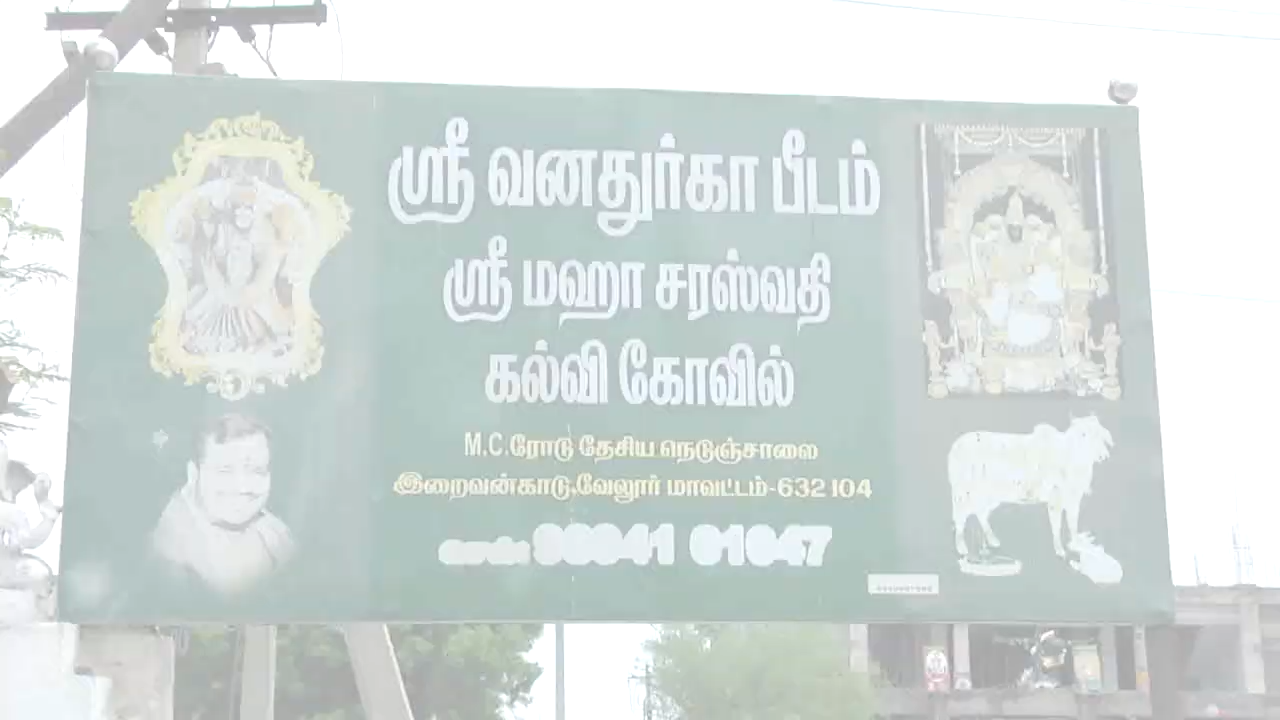 ஸ்ரீ வனதுர்கா பீடம்
ஸ்ரீ மஹா சரஸ்வதி
கல்வி கோவில்
M.C.ரோடு தேசிய நெடுஞ்சாலை
இறைவன்காடு,வேலூர் மாவட்டம்-632 104